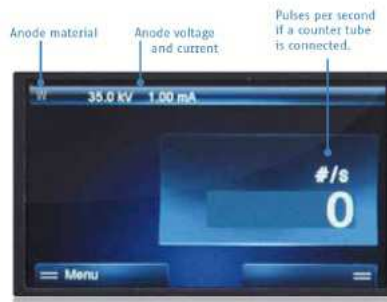 Anode material
Anode voltage
and current
Pulses per second
if a counter tube
is connected.
W 35.0 kV 1.00 mA
#/s
0
Menu